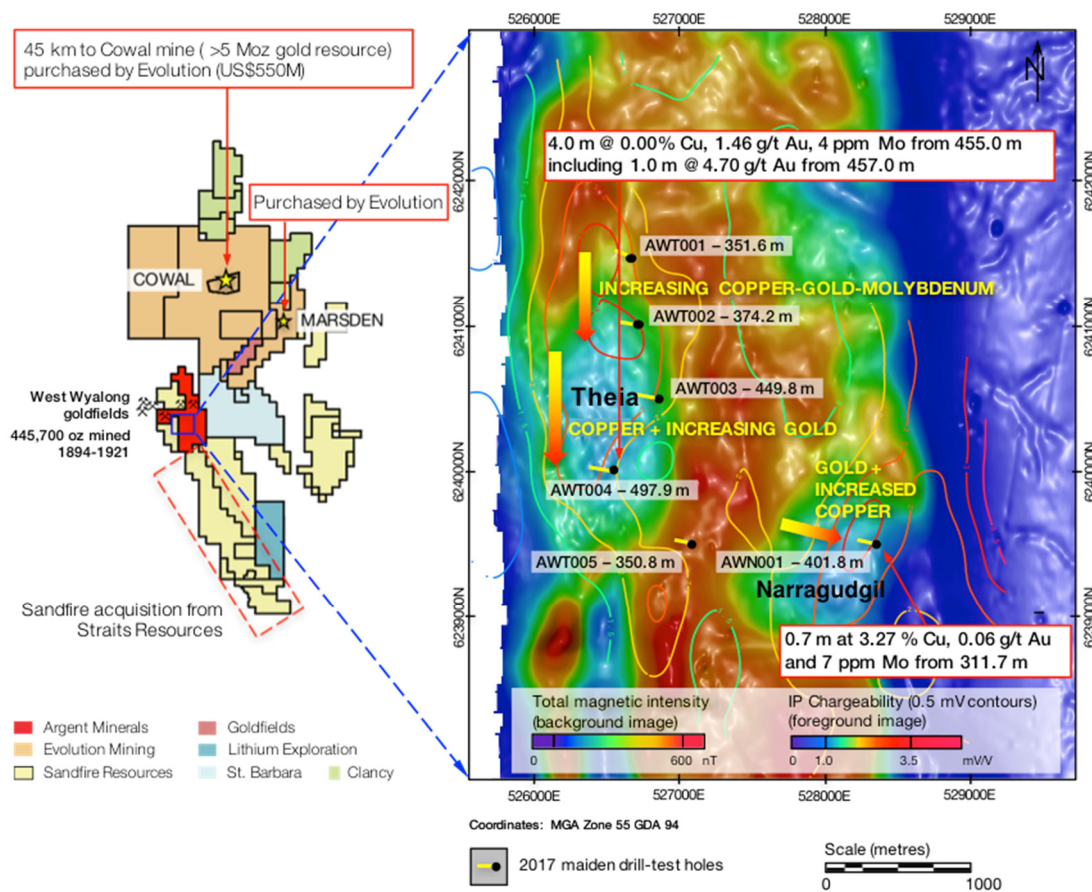 45 km to Cowal mine ( >5 Moz gold resource)
purchased by Evolution (US$550M)
Purchased by Evolution
COWAL
MARSDEN
West Wyalong
goldfields
445,700 oz mined
1894-1921
Sandfire acquisition from
Straits Resources
Argent Minerals
Evolution Mining
Sandfire Resources
Goldfields
Lithium Exploration
St. Barbara
Clancy
526000E
527000E
528000E
529000E
N
4.0 m @ 0.00% Cu, 1.46 g/t Au, 4 ppm Mo from 455.0 m
including 1.0 m @ 4.70 g/t Au from 457.0 m
6242000N
6242000N
AWT001 – 351.6 m
INCREASING COPPER-GOLD-MOLYBDENUM
AWT002 – 374.2 m
6241000N
6241000N
AWT003 – 449.8 m
Theia
COPPER + INCREASING GOLD
GOLD +
INCREASED
COPPER
6240000N
6240000N
AWT004 – 497.9 m
AWT005 – 350.8 m
AWN001 – 401.8 m
Narragudgil
6239000N
6239000N
0.7 m at 3.27 % Cu, 0.06 g/t Au
and 7 ppm Mo from 311.7 m
Total magnetic intensity
(background image)
0
600
nT
IP Chargeability (0.5 mV contours)
(foreground image)
0
1.0
3.5
mV/V
526000E
527000E
528000E
529000E
Coordinates: MGA Zone 55 GDA 94
2017 maiden drill-test holes
Scale (metres)
0
1000